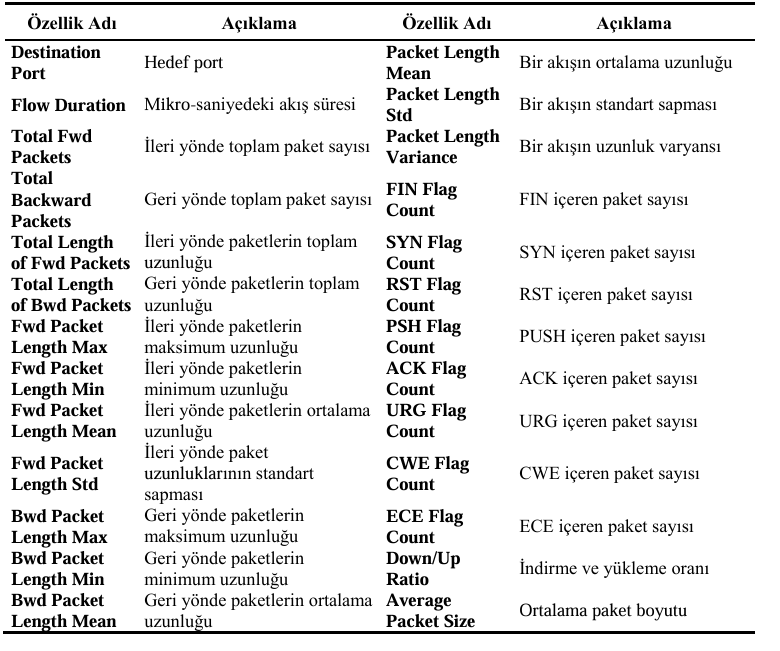 Özellik Adı Açıklama Özellik Adı Açıklama
Destination
Port
Hedef port
Packet Length
Mean
Bir akışın ortalama uzunluğu
Flow Duration
Mikro-saniyedeki akış süresi
Packet Length
Std
Bir akışın standart sapması
Total Fwd
Packets
İleri yönde toplam paket sayısı
Packet Length
Variance
Bir akışın uzunluk varyansı
Total
Backward
Packets
Geri yönde toplam paket sayısı
FIN Flag
Count
FIN içeren paket sayısı
Total Length
of Fwd Packets
İleri yönde paketlerin toplam
uzunluğu
SYN Flag
Count
SYN içeren paket sayısı
Total Length
of Bwd Packets
Geri yönde paketlerin toplam
uzunluğu
RST Flag
Count
RST içeren paket sayısı
Fwd Packet
Length Max
İleri yönde paketlerin
maksimum uzunluğu
PSH Flag
Count
PUSH içeren paket sayısı
Fwd Packet
Length Min
İleri yönde paketlerin
minimum uzunluğu
ACK Flag
Count
ACK içeren paket sayısı
Fwd Packet
Length Mean
İleri yönde paketlerin ortalama
uzunluğu
URG Flag
Count
URG içeren paket sayısı
Fwd Packet
Length Std
İleri yönde paket
uzunluklarının standart
sapması
CWE Flag
Count
CWE içeren paket sayısı
Bwd Packet
Length Max
Geri yönde paketlerin
maksimum uzunluğu
ECE Flag
Count
ECE içeren paket sayısı
Bwd Packet
Length Min
Geri yönde paketlerin
minimum uzunluğu
Down/Up
Ratio
İndirme ve yükleme oranı
Bwd Packet
Length Mean
Geri yönde paketlerin ortalama
uzunluğu
Average
Packet Size
Ortalama paket boyutu